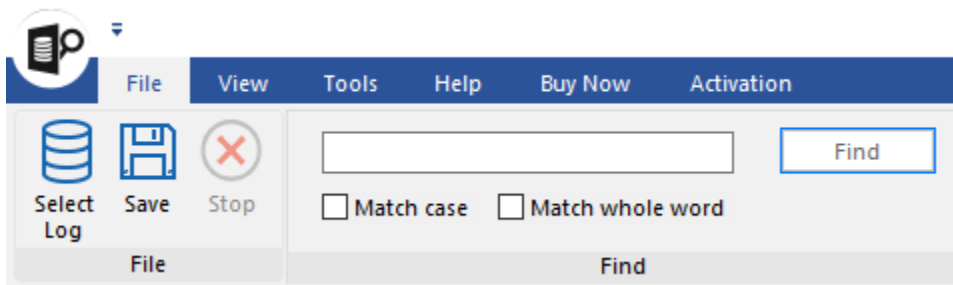 File View Tools Help Buy Now Activation
Find
Select Save Stop
Log
Match case Match whole word
File Find